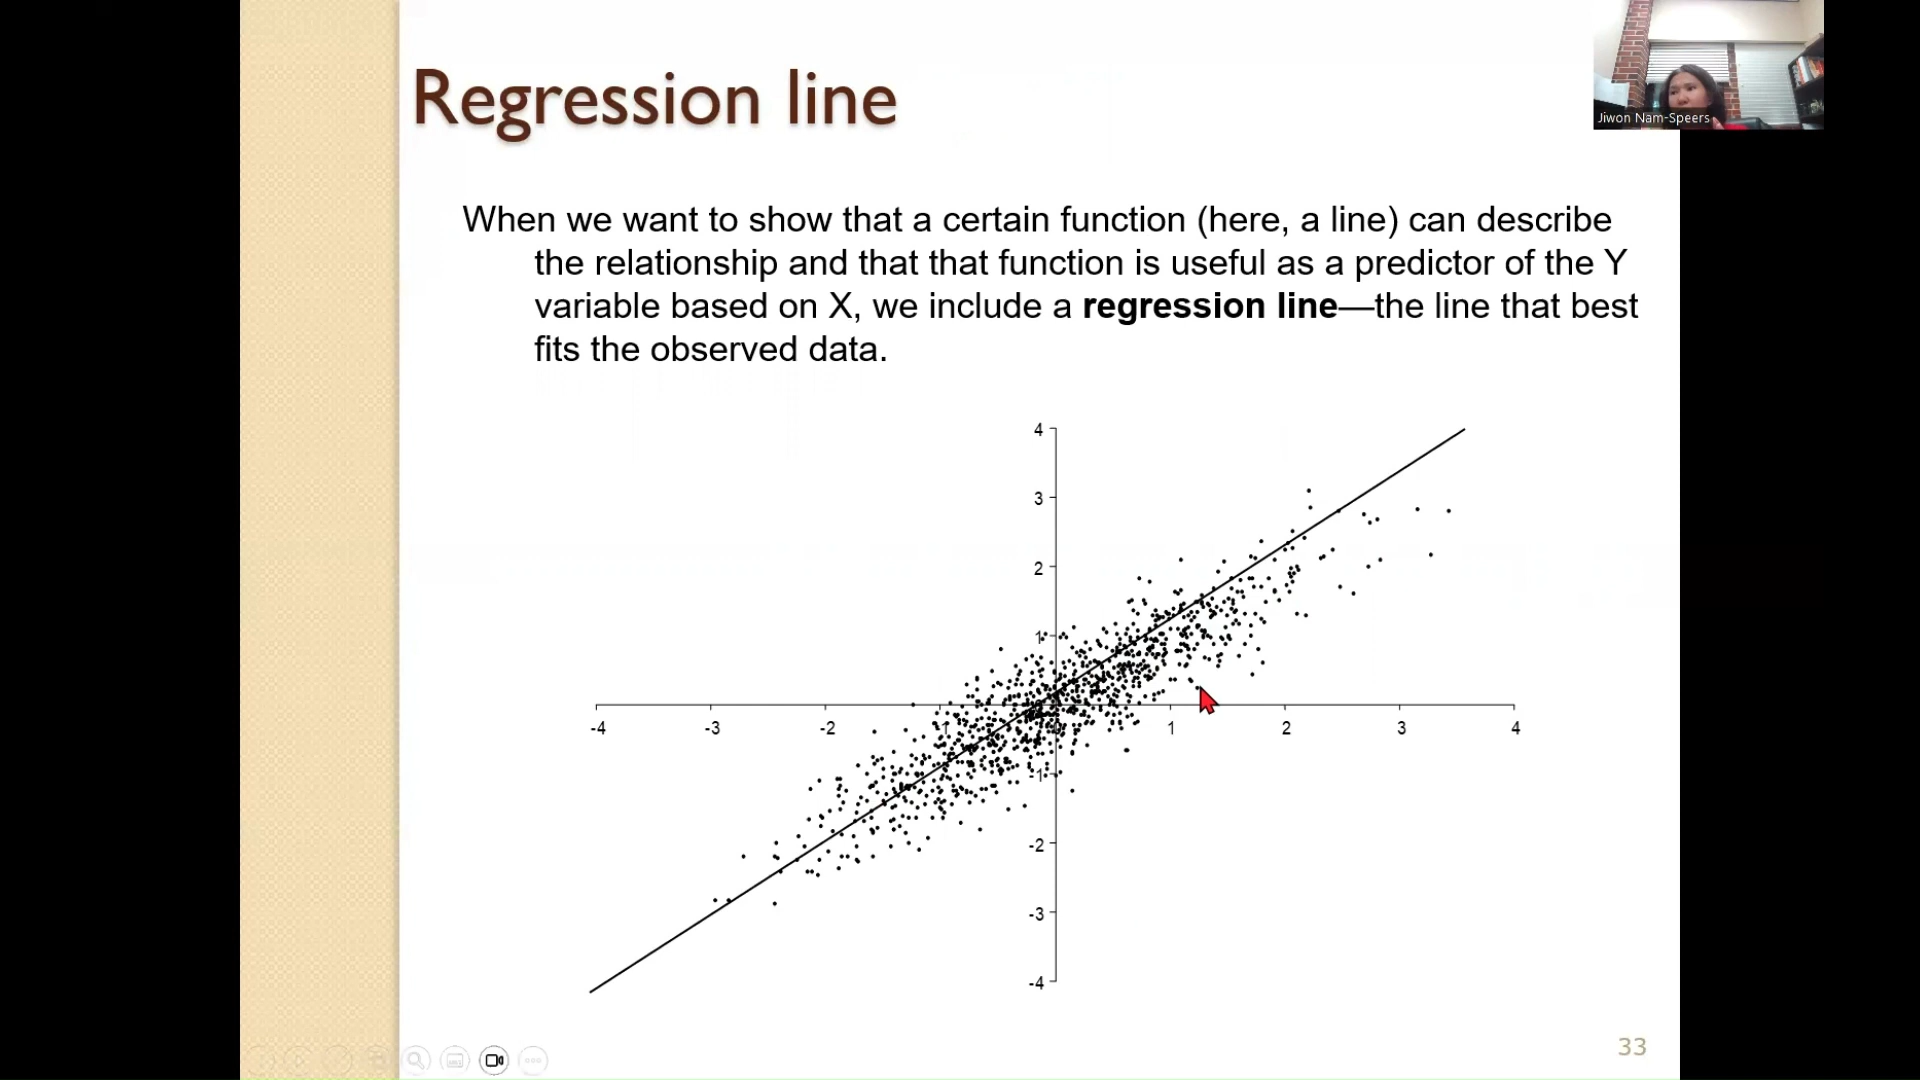 Regression line
Jiwon Nam-Speers
When we want to show that a certain function (here, a line) can describe
the relationship and that that function is useful as a predictor of the Y
variable based on X, we include a regression line—the line that best
fits the observed data.
4
3
2
1
-4 -3 -2 -1 0 1 2 3 4
-1
-2
-3
-4
33